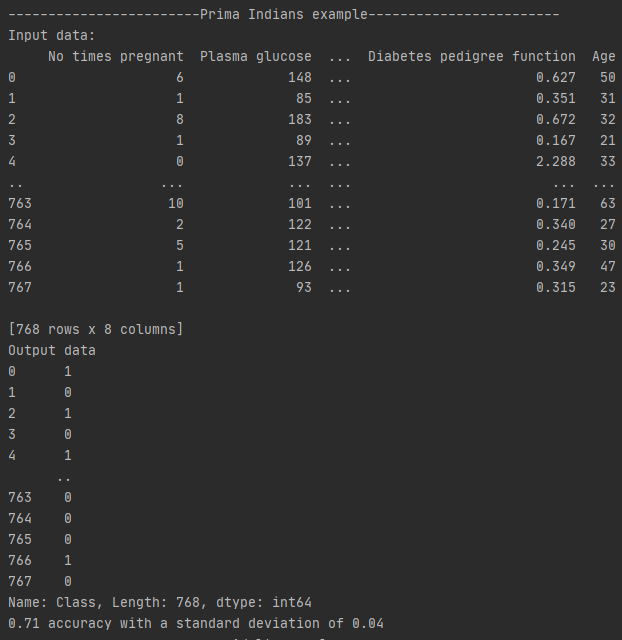 ------------------------Prima Indians example------------------------
Input data:
     No times pregnant  Plasma glucose  ...  Diabetes pedigree function  Age
0                    6             148  ...                       0.627   50
1                    1              85  ...                       0.351   31
2                    8             183  ...                       0.672   32
3                    1              89  ...                       0.167   21
4                    0             137  ...                       2.288   33
..                 ...             ...  ...                         ...  ...
763                 10             101  ...                       0.171   63
764                  2             122  ...                       0.340   27
765                  5             121  ...                       0.245   30
766                  1             126  ...                       0.349   47
767                  1              93  ...                       0.315   23
[768 rows x 8 columns]
Output data
0      1
1      0
2      1
3      0
4      1
      ..
763    0
764    0
765    0
766    1
767    0
Name: Class, Length: 768, dtype: int64
0.71 accuracy with a standard deviation of 0.04